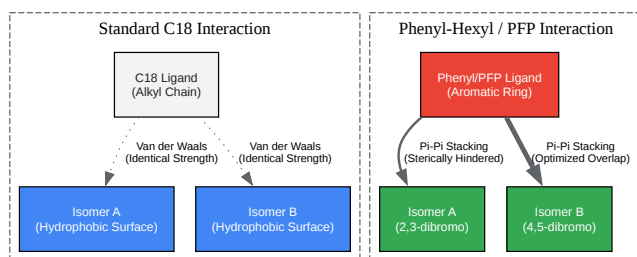 Standard C18 Interaction
C18 Ligand
(Alkyl Chain)
Van der Waals
(Identical Strength)
Van der Waals
(Identical Strength)
Isomer A
(Hydrophobic Surface)
Isomer B
(Hydrophobic Surface)
Phenyl-Hexyl / PFP Interaction
Phenyl/PFP Ligand
(Aromatic Ring)
Pi-Pi Stacking
(Sterically Hindered)
Pi-Pi Stacking
(Optimized Overlap)
Isomer A
(2,3-dibromo)
Isomer B
(4,5-dibromo)